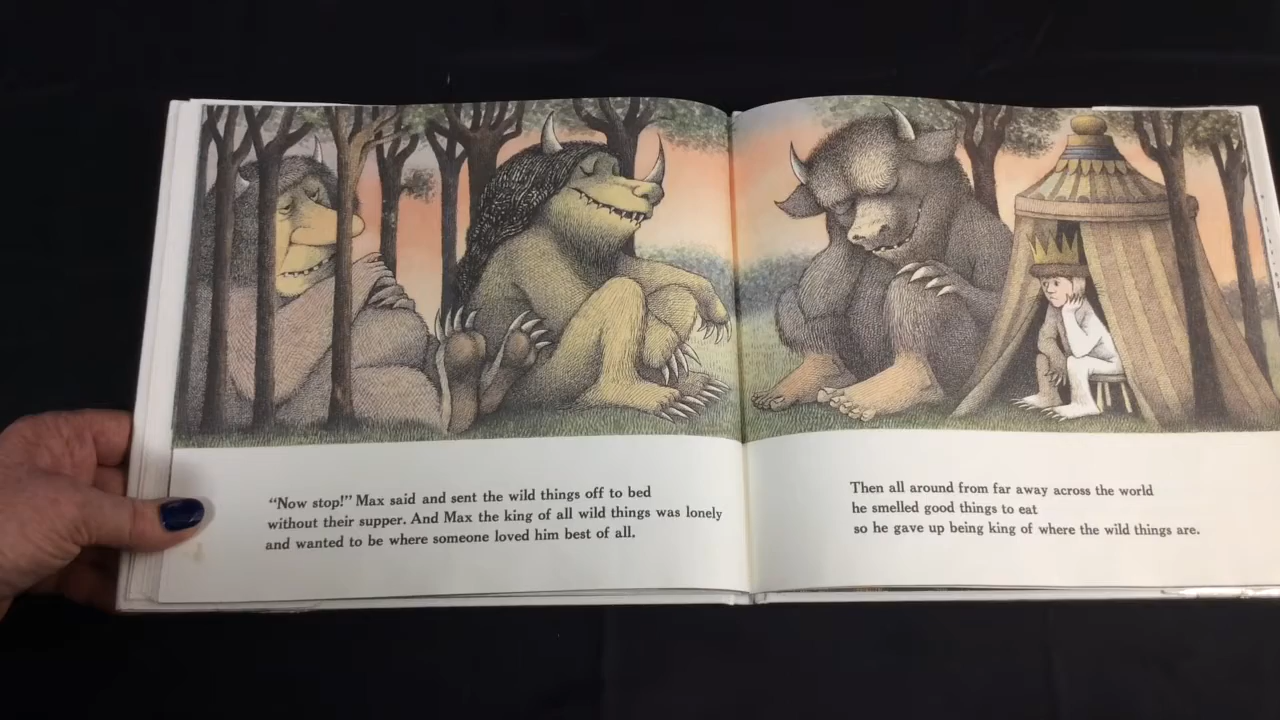 “Now stop!” Max said and sent the wild things off to bed
without their supper. And Max the king of all wild things was lonely
and wanted to be where someone loved him best of all.
Then all around from far away across the world
he smelled good things to eat
so he gave up being king of where the wild things are.